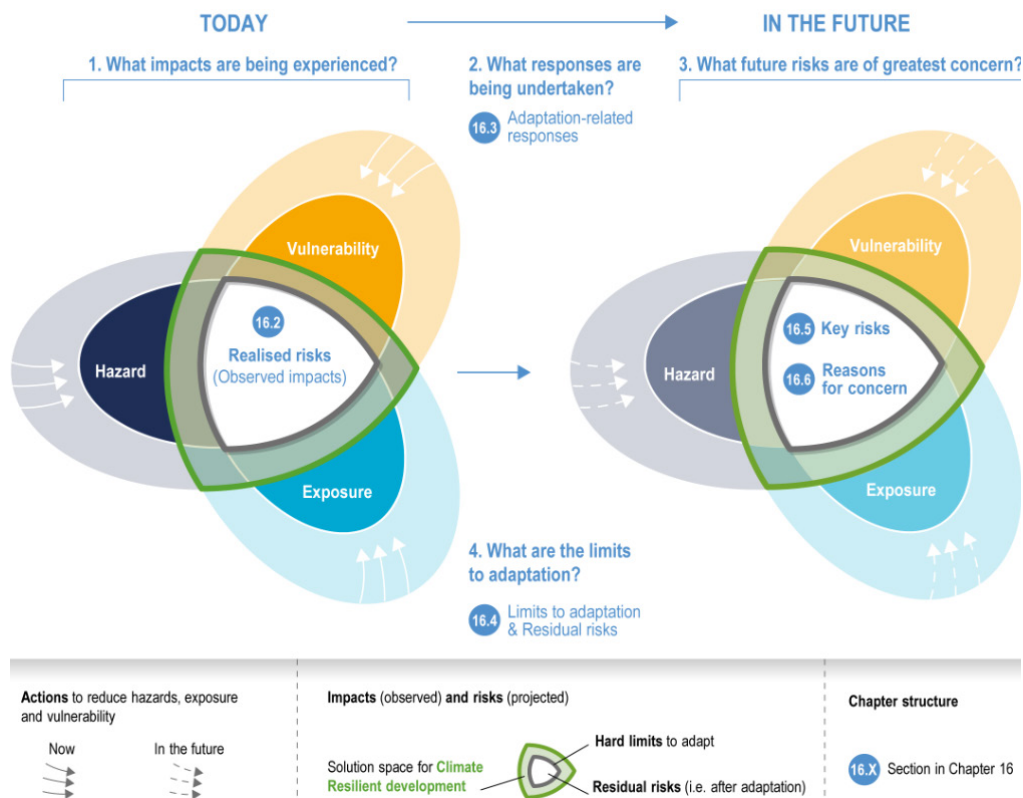 TODAY
IN THE FUTURE
1. What impacts are being experienced?
2. What responses are
being undertaken?
16.3 Adaptation-related
responses
3. What future risks are of greatest concern?
Vulnerability
Hazard
16.2
Realised risks
(Observed impacts)
Exposure
Vulnerability
Hazard
16.5 Key risks
16.6 Reasons
for concern
Exposure
4. What are the limits
to adaptation?
16.4 Limits to adaptation
& Residual risks
Actions to reduce hazards, exposure
and vulnerability
Now
In the future
Impacts (observed) and risks (projected)
Solution space for Climate
Resilient development
Hard limits to adapt
Residual risks (i.e. after adaptation)
Chapter structure
16.X Section in Chapter 16